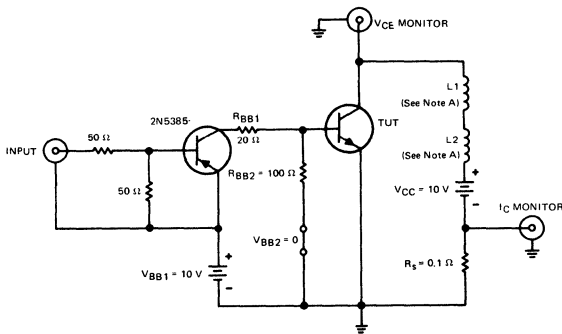 VCE MONITOR
L1
(See Note A)
2N5385
RBB1
20 Ω
TUT
L2
(See Note A)
INPUT
50 Ω
50 Ω
RBB2 = 100 Ω
VCC = 10 V
+
-
IC MONITOR
VBB2 = 0
VBB1 = 10 V
+
-
Rs = 0.1 Ω